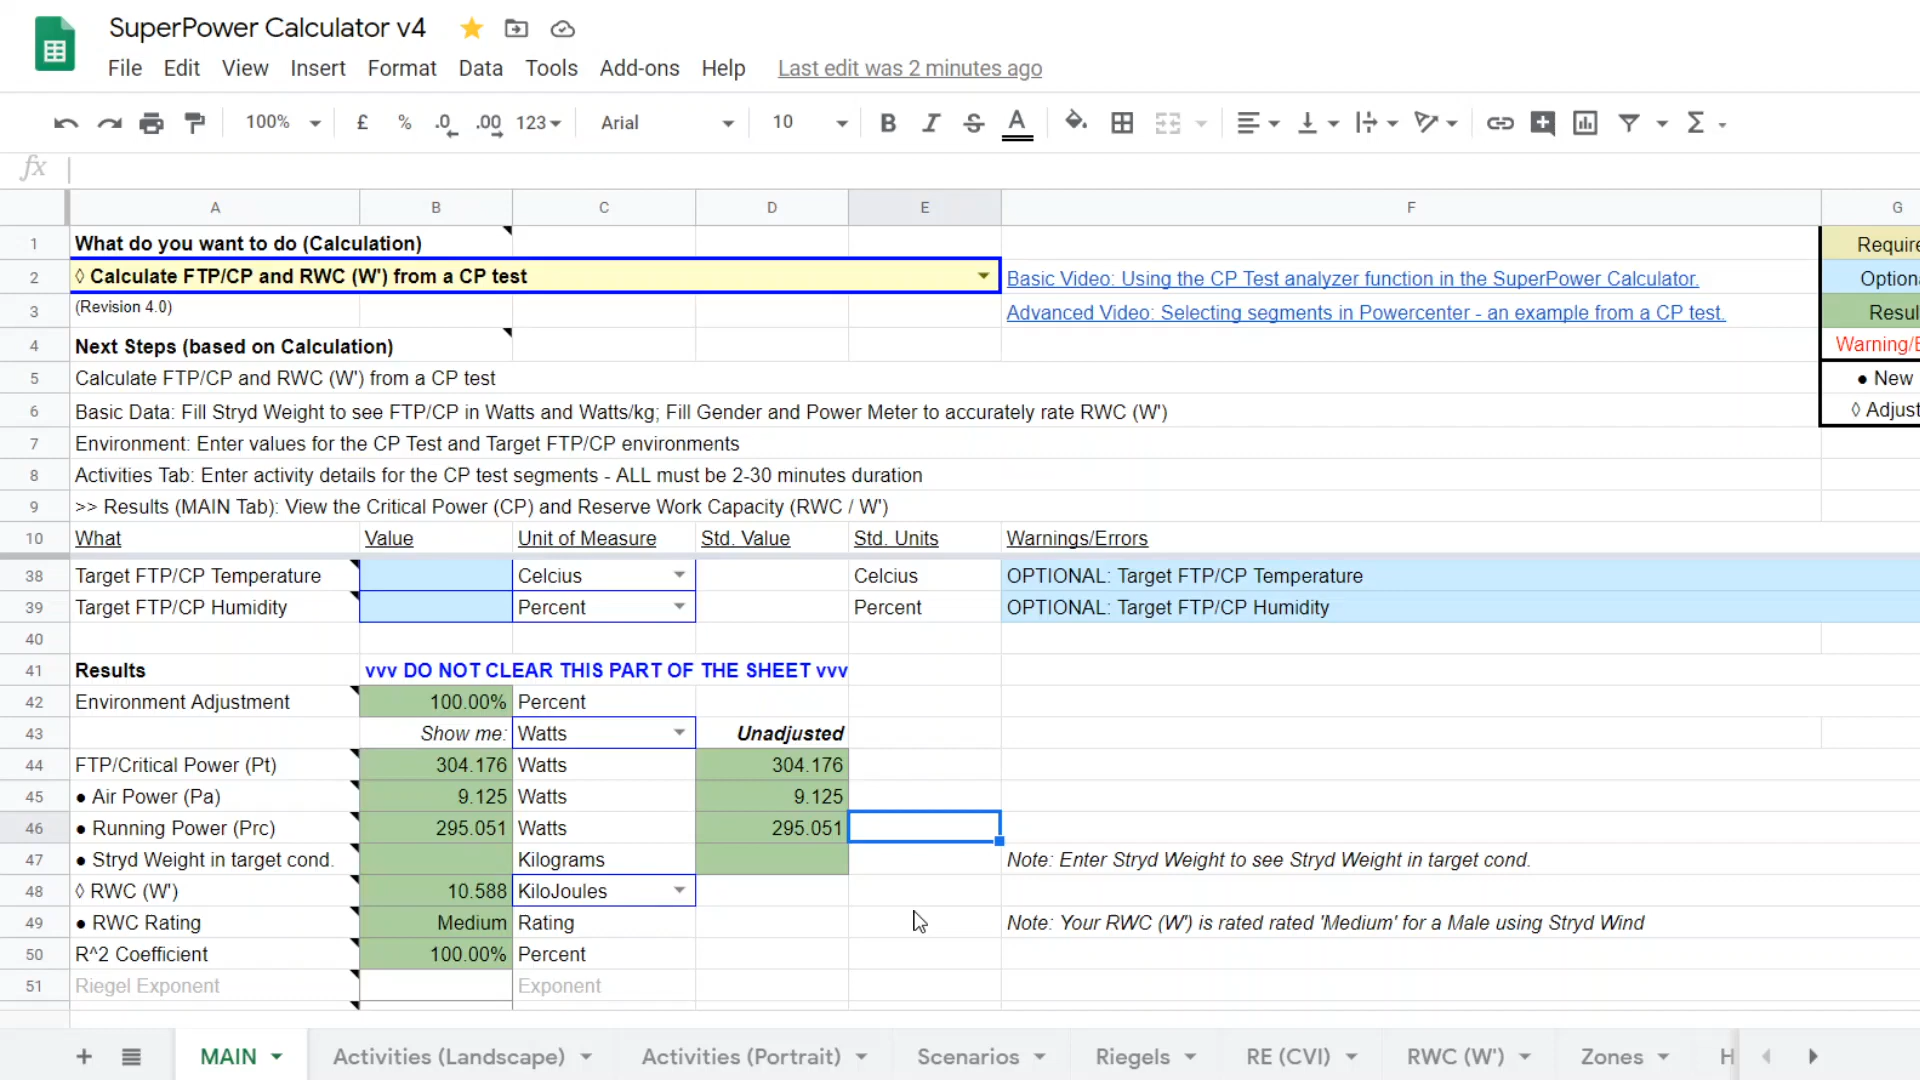 SuperPower Calculator v4
File Edit View Insert Format Data Tools Add-ons Help Last edit was 2 minutes ago
100% £ % .0 .00 123 Arial 10 B I S A Σ
fx
A B C D E F G
1 What do you want to do (Calculation) Require
2 ◊ Calculate FTP/CP and RWC (W') from a CP test Basic Video: Using the CP Test analyzer function in the SuperPower Calculator. Optiona
3 (Revision 4.0) Advanced Video: Selecting segments in Powercenter - an example from a CP test. Resul
4 Next Steps (based on Calculation) Warning/E
5 Calculate FTP/CP and RWC (W') from a CP test ● New
6 Basic Data: Fill Stryd Weight to see FTP/CP in Watts and Watts/kg; Fill Gender and Power Meter to accurately rate RWC (W') ◊ Adjust
7 Environment: Enter values for the CP Test and Target FTP/CP environments
8 Activities Tab: Enter activity details for the CP test segments - ALL must be 2-30 minutes duration
9 >> Results (MAIN Tab): View the Critical Power (CP) and Reserve Work Capacity (RWC / W')
10 What Value Unit of Measure Std. Value Std. Units Warnings/Errors
38 Target FTP/CP Temperature Celcius Celcius OPTIONAL: Target FTP/CP Temperature
39 Target FTP/CP Humidity Percent Percent OPTIONAL: Target FTP/CP Humidity
40
41 Results vvv DO NOT CLEAR THIS PART OF THE SHEET vvv
42 Environment Adjustment 100.00% Percent
43 Show me: Watts Unadjusted
44 FTP/Critical Power (Pt) 304.176 Watts 304.176
45 ● Air Power (Pa) 9.125 Watts 9.125
46 ● Running Power (Prc) 295.051 Watts 295.051
47 ● Stryd Weight in target cond. Kilograms Note: Enter Stryd Weight to see Stryd Weight in target cond.
48 ◊ RWC (W') 10.588 KiloJoules
49 ● RWC Rating Medium Rating Note: Your RWC (W') is rated rated 'Medium' for a Male using Stryd Wind
50 R^2 Coefficient 100.00% Percent
51 Riegel Exponent Exponent
MAIN Activities (Landscape) Activities (Portrait) Scenarios Riegels RE (CVI) RWC (W') Zones H